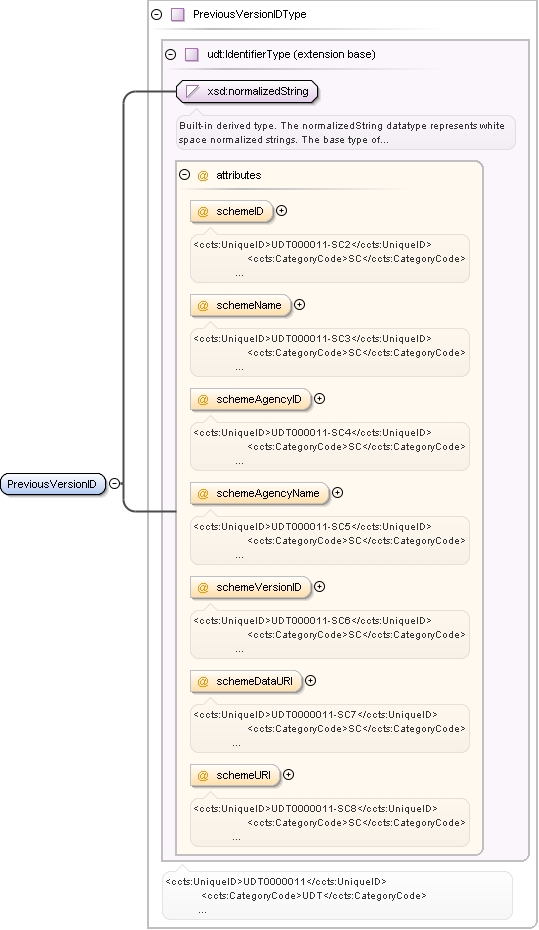 PreviousVersionIDType
udt:IdentifierType (extension base)
xsd:normalizedString
Built-in derived type. The normalizedString datatype represents white
space normalized strings. The base type of...
@ attributes
@ schemeID
<ccts:UniqueID>UDT000011-SC2</ccts:UniqueID>
<ccts:CategoryCode>SC</ccts:CategoryCode>
...
@ schemeName
<ccts:UniqueID>UDT000011-SC3</ccts:UniqueID>
<ccts:CategoryCode>SC</ccts:CategoryCode>
...
@ schemeAgencyID
<ccts:UniqueID>UDT000011-SC4</ccts:UniqueID>
<ccts:CategoryCode>SC</ccts:CategoryCode>
...
@ schemeAgencyName
<ccts:UniqueID>UDT000011-SC5</ccts:UniqueID>
<ccts:CategoryCode>SC</ccts:CategoryCode>
...
PreviousVersionID
@ schemeVersionID
<ccts:UniqueID>UDT000011-SC6</ccts:UniqueID>
<ccts:CategoryCode>SC</ccts:CategoryCode>
...
@ schemeDataURI
<ccts:UniqueID>UDT0000011-SC7</ccts:UniqueID>
<ccts:CategoryCode>SC</ccts:CategoryCode>
...
@ schemeURI
<ccts:UniqueID>UDT0000011-SC8</ccts:UniqueID>
<ccts:CategoryCode>SC</ccts:CategoryCode>
...
<ccts:UniqueID>UDT0000011</ccts:UniqueID>
<ccts:CategoryCode>UDT</ccts:CategoryCode>
...